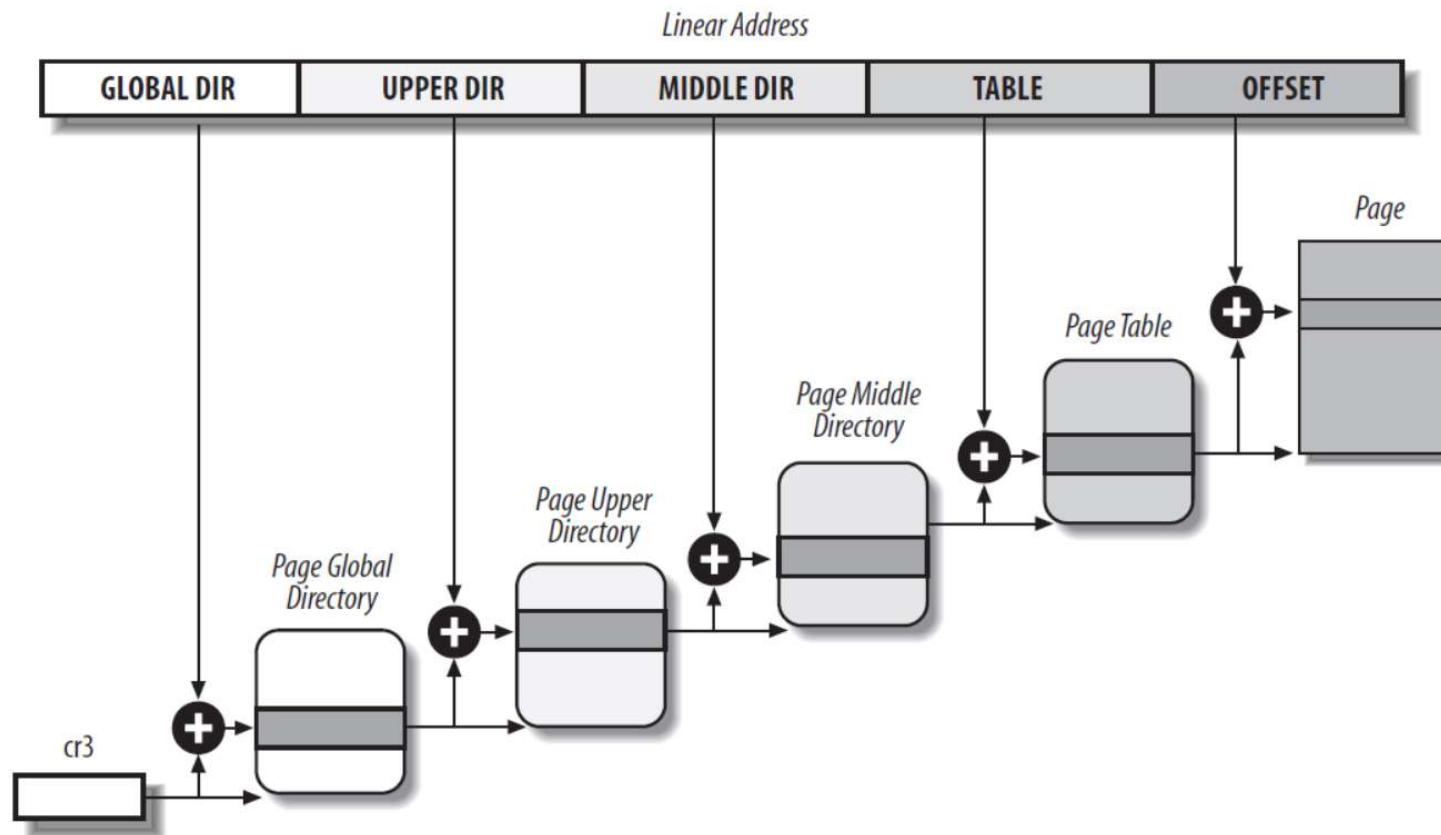 Linear Address
GLOBAL DIR
UPPER DIR
MIDDLE DIR
TABLE
OFFSET
Page
Page Table
Page Middle
Directory
Page Upper
Directory
Page Global
Directory
cr3